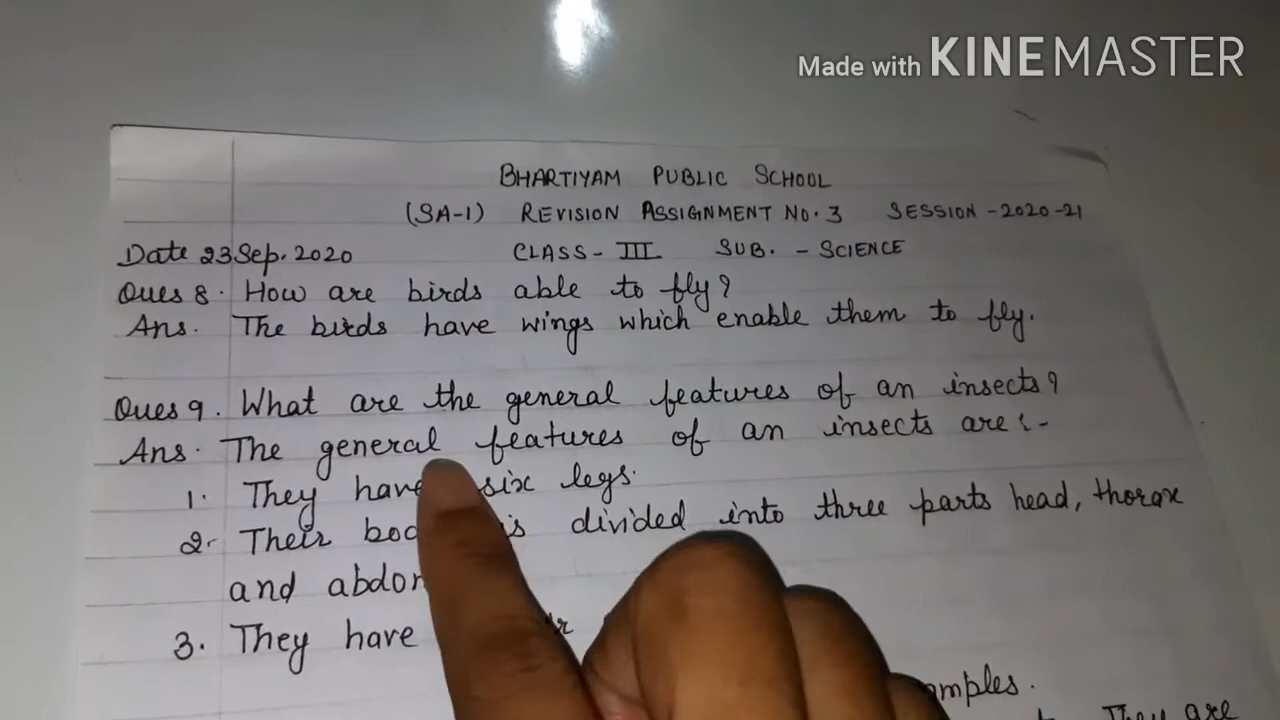 Made with KINEMASTER
BHARTIYAM PUBLIC SCHOOL
(SA-1) REVISION ASSIGNMENT NO. 3 SESSION - 2020-21
Date 23 Sep. 2020 CLASS - III SUB. - SCIENCE
Ques 8. How are birds able to fly?
Ans. The birds have wings which enable them to fly.
Ques 9. What are the general features of an insects?
Ans. The general features of an insects are :-
1. They have six legs.
2. Their is divided into three parts head, thorax
and
3. They have
They are